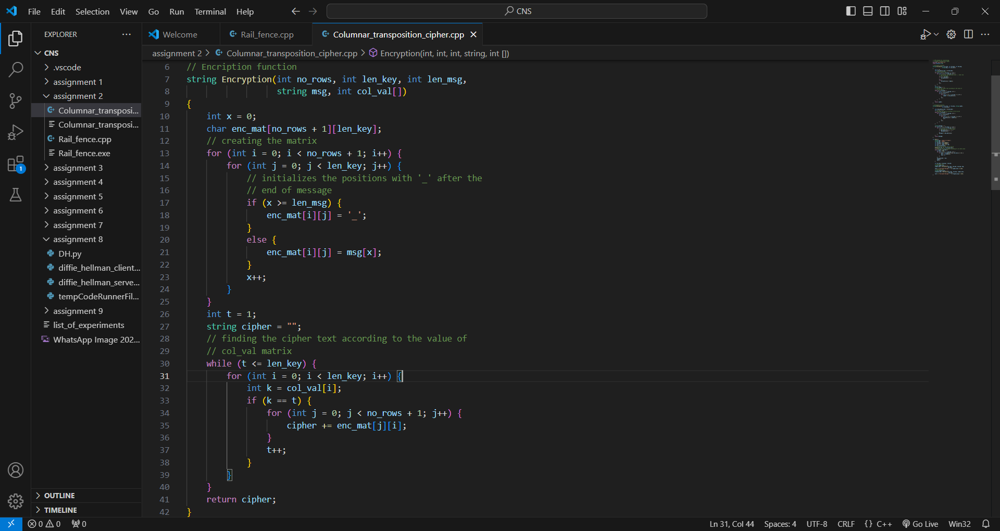 File Edit Selection View Go Run Terminal Help
CNS
EXPLORER
CNS
.vscode
assignment 1
assignment 2
Columnar_transposi...
Columnar_transposi...
Rail_fence.cpp
Rail_fence.exe
assignment 3
assignment 4
assignment 5
assignment 6
assignment 7
assignment 8
DH.py
diffie_hellman_client...
diffie_hellman_serve...
tempCodeRunnerFil...
assignment 9
list_of_experiments
WhatsApp Image 202...
OUTLINE
TIMELINE
1
Welcome Rail_fence.cpp Columnar_transposition_cipher.cpp
assignment 2 > Columnar_transposition_cipher.cpp > Encryption(int, int, int, string, int [])
6 // Encription function
7 string Encryption(int no_rows, int len_key, int len_msg,
8 string msg, int col_val[])
9 {
10 int x = 0;
11 char enc_mat[no_rows + 1][len_key];
12 // creating the matrix
13 for (int i = 0; i < no_rows + 1; i++) {
14 for (int j = 0; j < len_key; j++) {
15 // initializes the positions with '_' after the
16 // end of message
17 if (x >= len_msg) {
18 enc_mat[i][j] = '_';
19 }
20 else {
21 enc_mat[i][j] = msg[x];
22 }
23 x++;
24 }
25 }
26 int t = 1;
27 string cipher = "";
28 // finding the cipher text according to the value of
29 // col_val matrix
30 while (t <= len_key) {
31 for (int i = 0; i < len_key; i++) {
32 int k = col_val[i];
33 if (k == t) {
34 for (int j = 0; j < no_rows + 1; j++) {
35 cipher += enc_mat[j][i];
36 }
37 t++;
38 }
39 }
40 }
41 return cipher;
42 }
0 0 0
Ln 31, Col 44 Spaces: 4 UTF-8 CRLF {} C++ Go Live Win32